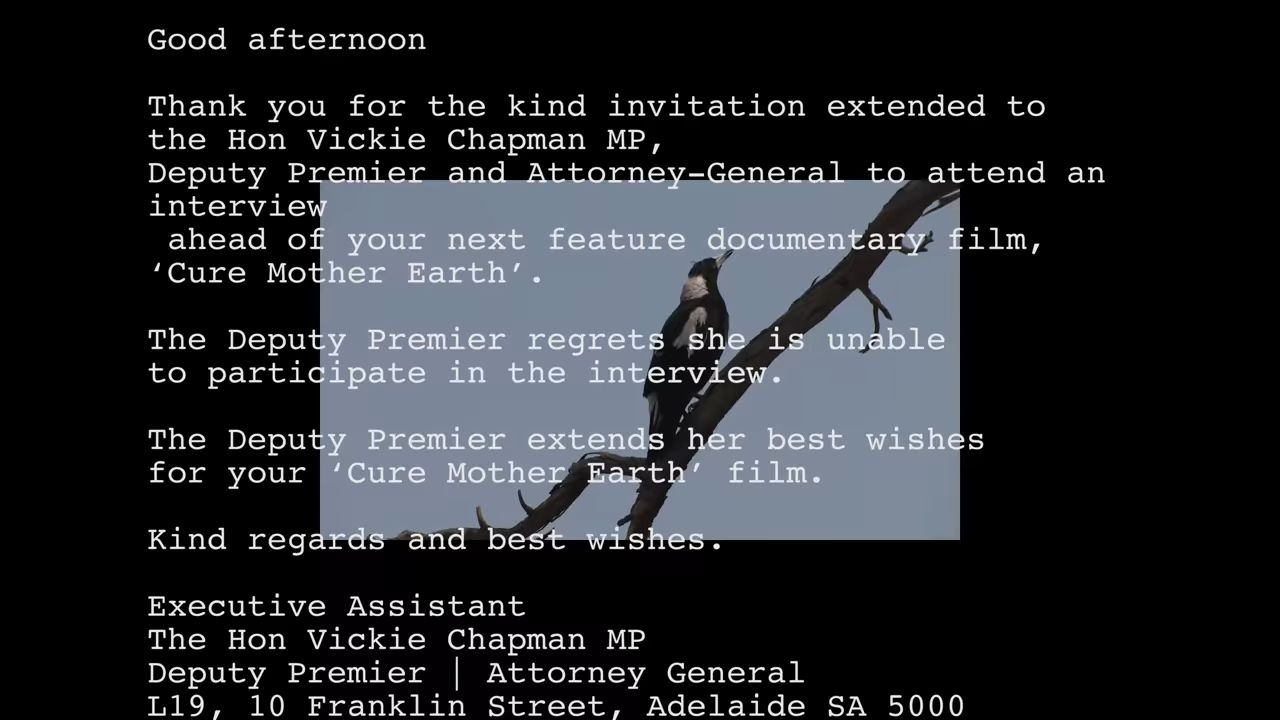 Good afternoon
Thank you for the kind invitation extended to
the Hon Vickie Chapman MP,
Deputy Premier and Attorney-General to attend an
interview
ahead of your next feature documentary film,
‘Cure Mother Earth’.
The Deputy Premier regrets she is unable
to participate in the interview.
The Deputy Premier extends her best wishes
for your ‘Cure Mother Earth’ film.
Kind regards and best wishes.
Executive Assistant
The Hon Vickie Chapman MP
Deputy Premier | Attorney General
L19, 10 Franklin Street, Adelaide SA 5000